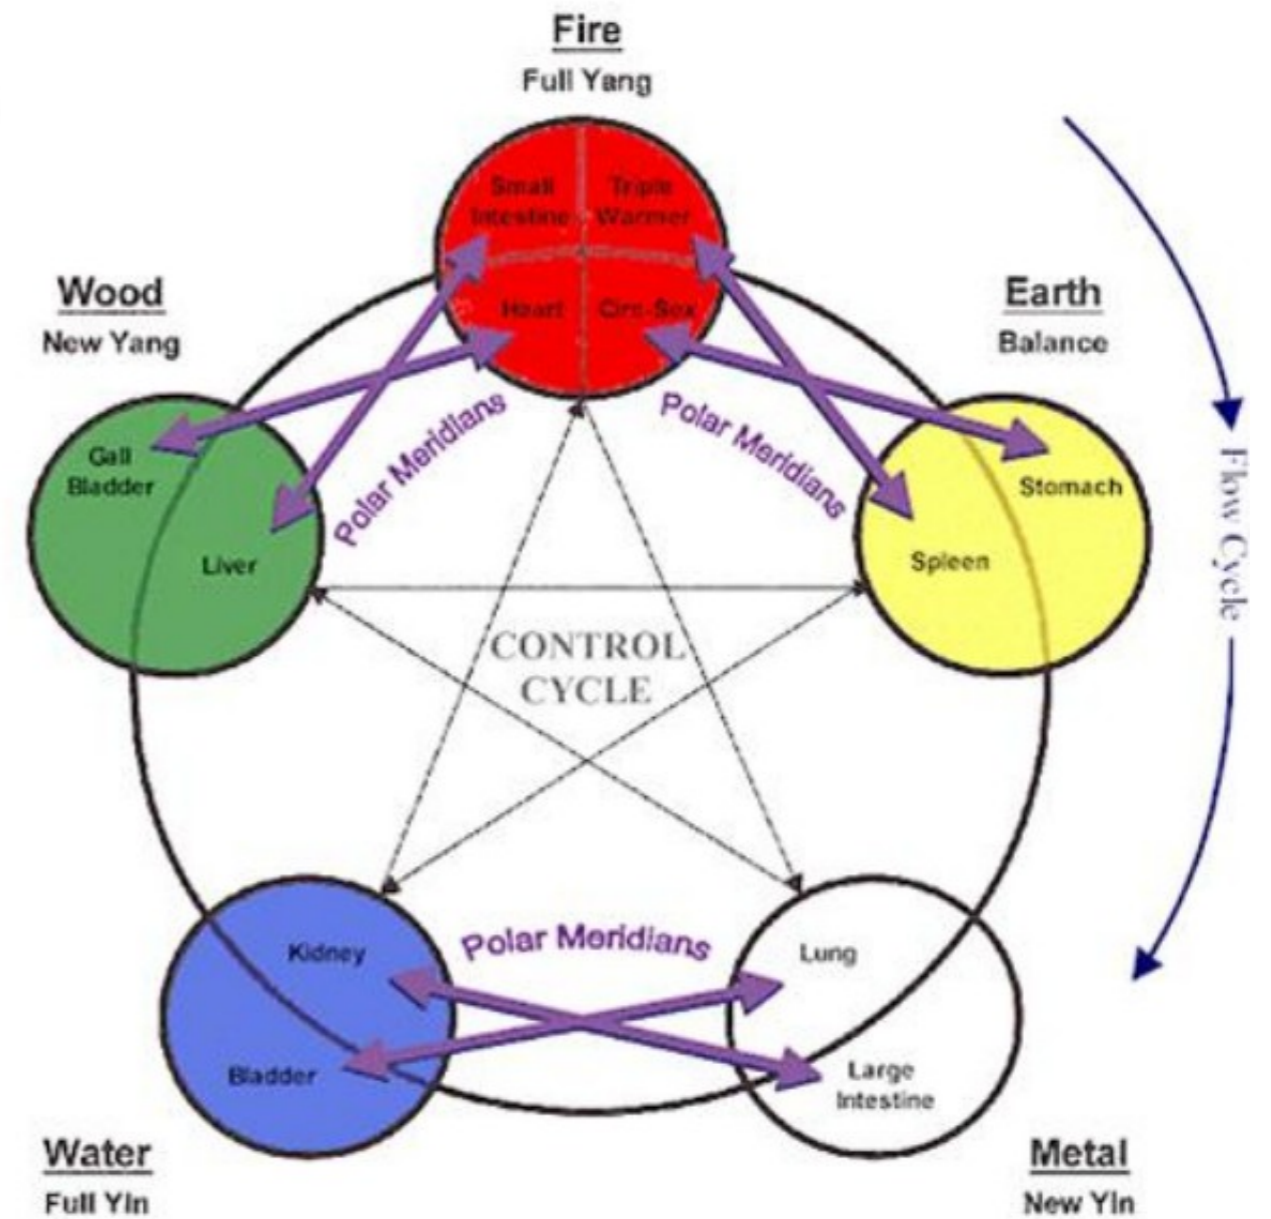 Fire
Full Yang
Small
Intestine
Triple
Warmer
Heart
Circ-Sex
Wood
New Yang
Gall
Bladder
Liver
Earth
Balance
Stomach
Spleen
Polar Meridians
Polar Meridians
Flow Cycle
CONTROL
CYCLE
Kidney
Bladder
Polar Meridians
Lung
Large
Intestine
Water
Full Yin
Metal
New Yin